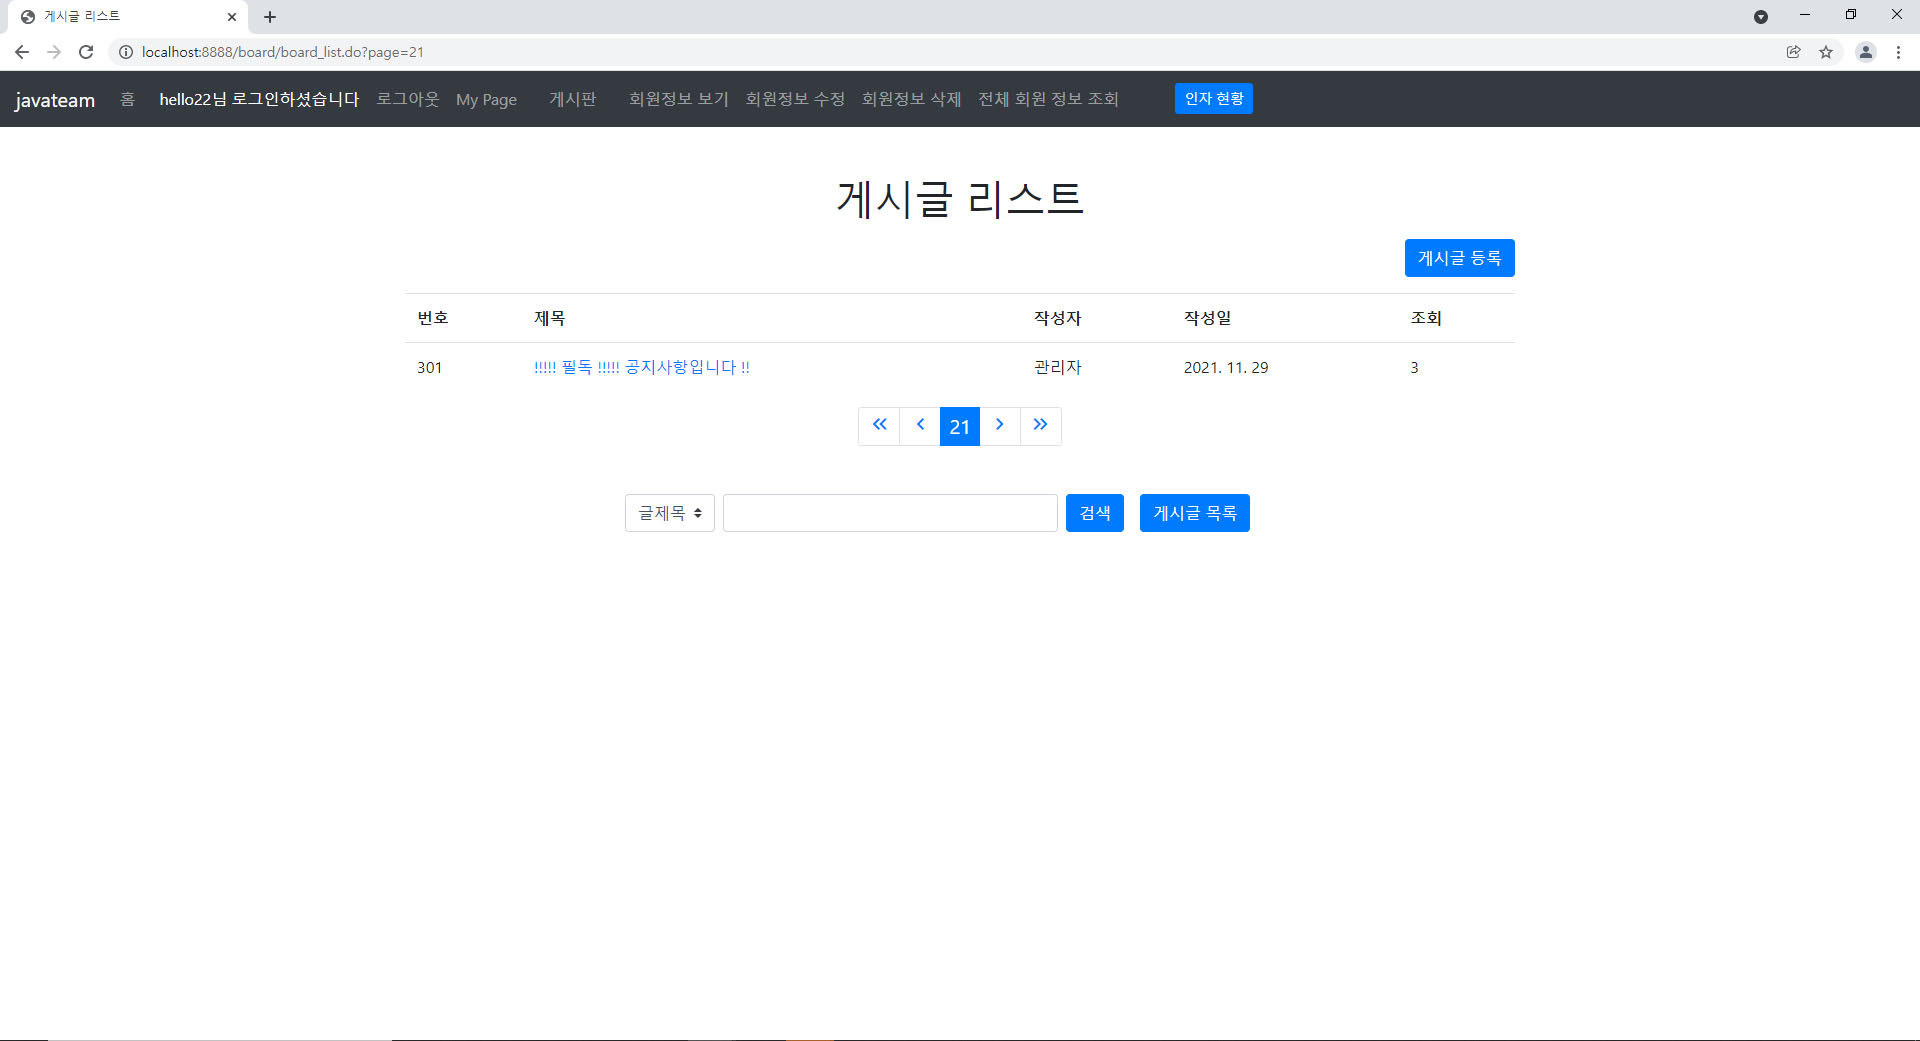 게시글 리스트
localhost:8888/board/board_list.do?page=21
javateam 홈 hello22님 로그인하셨습니다 로그아웃 My Page 게시판 회원정보 보기 회원정보 수정 회원정보 삭제 전체 회원 정보 조회 인자 현황
게시글 리스트
게시글 등록
번호 제목 작성자 작성일 조회
301 !!!!! 필독 !!!!! 공지사항입니다 !! 관리자 2021. 11. 29 3
21
글제목 검색 게시글 목록